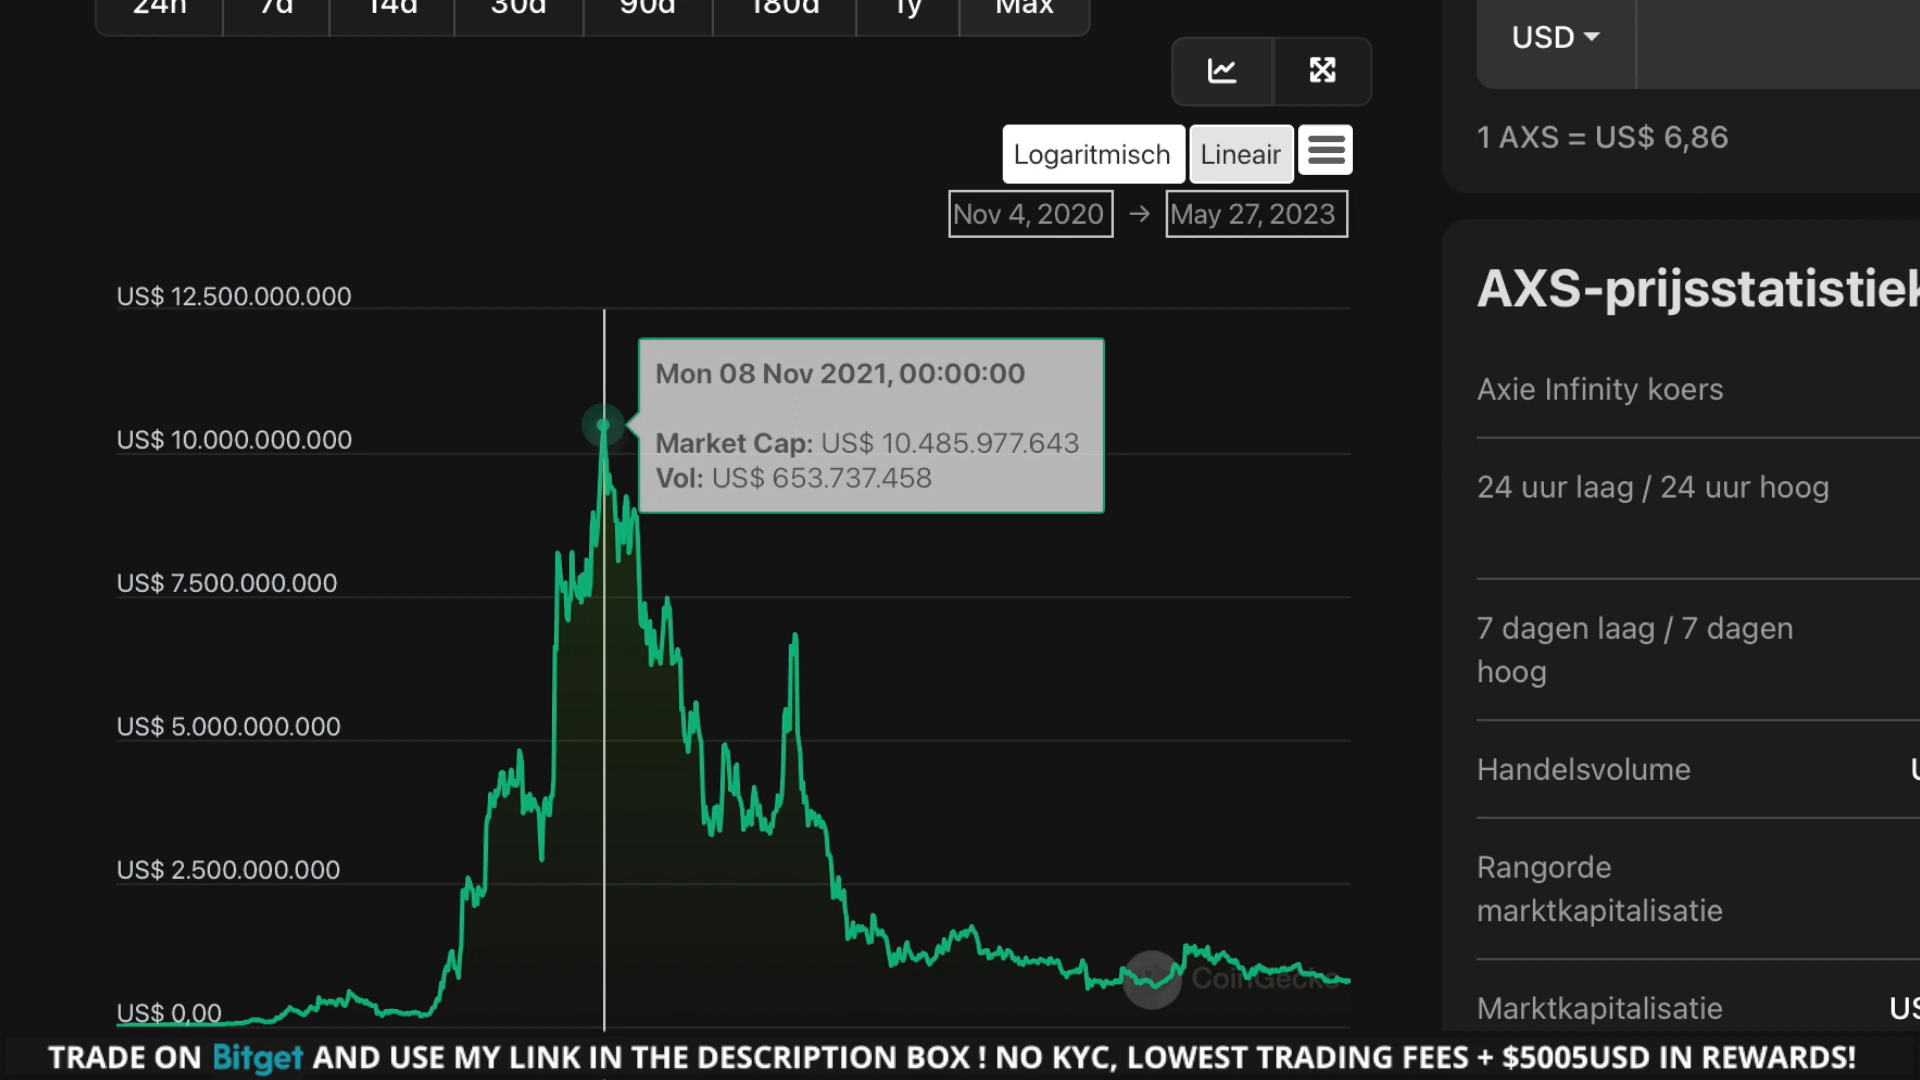 24h 7d 14d 30d 90d 180d 1y Max
USD
1 AXS = US$ 6,86
Logaritmisch Lineair
Nov 4, 2020 → May 27, 2023
AXS-prijsstatistiek
US$ 12.500.000.000
Mon 08 Nov 2021, 00:00:00
Axie Infinity koers
US$ 10.000.000.000
Market Cap: US$ 10.485.977.643
Vol: US$ 653.737.458
24 uur laag / 24 uur hoog
US$ 7.500.000.000
7 dagen laag / 7 dagen
hoog
US$ 5.000.000.000
Handelsvolume
US$ 2.500.000.000
Rangorde
marktkapitalisatie
CoinGecko
US$ 0,00
Marktkapitalisatie US
TRADE ON Bitget AND USE MY LINK IN THE DESCRIPTION BOX ! NO KYC, LOWEST TRADING FEES + $5005USD IN REWARDS!